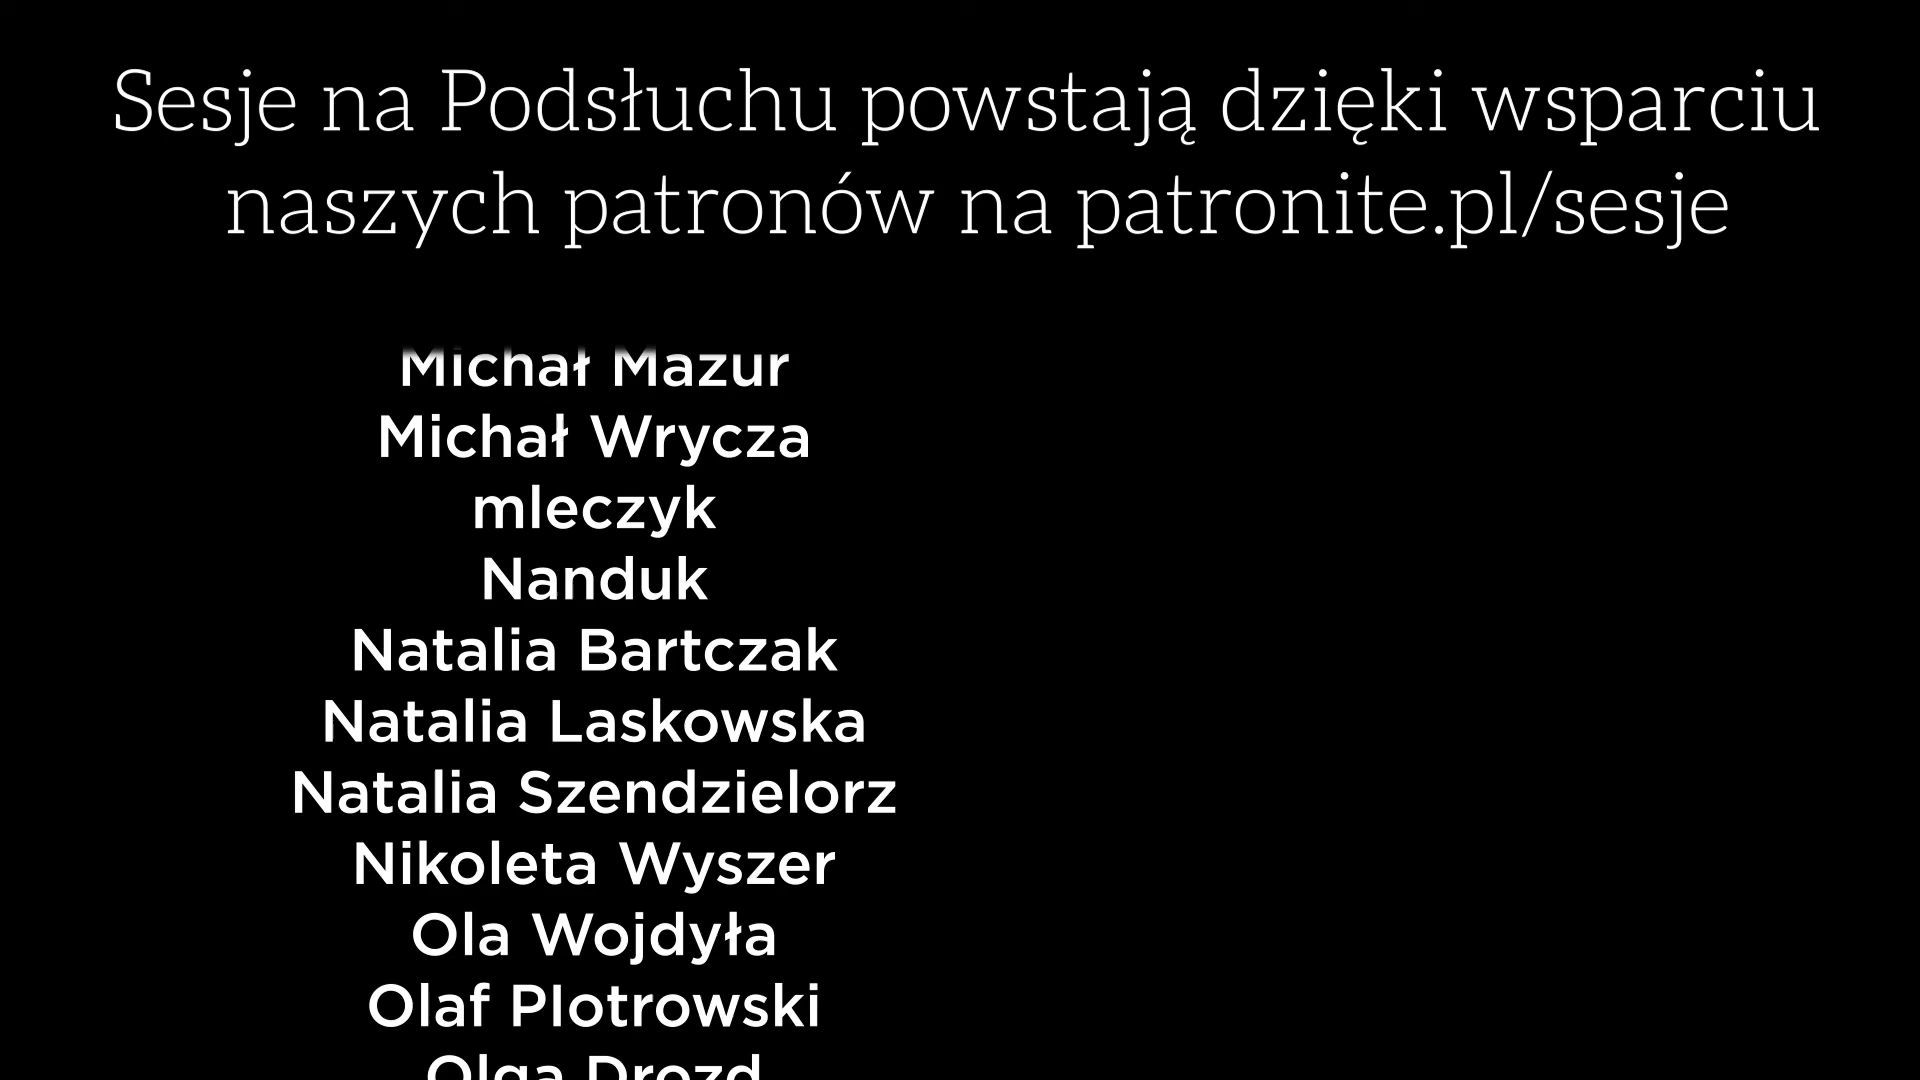 Sesje na Podsłuchu powstają dzięki wsparciu
naszych patronów na patronite.pl/sesje
Michał Mazur
Michał Wrycza
mleczyk
Nanduk
Natalia Bartczak
Natalia Laskowska
Natalia Szendzielorz
Nikoleta Wyszer
Ola Wojdyła
Olaf PIotrowski
Olga Drozd